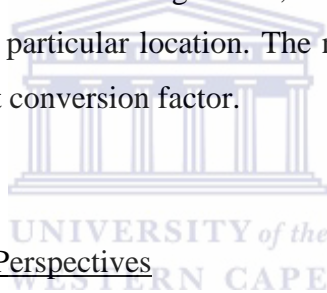 particular location. The
conversion factor.
UNIVERSITY of the
Perspectives
WESTERN CAPE